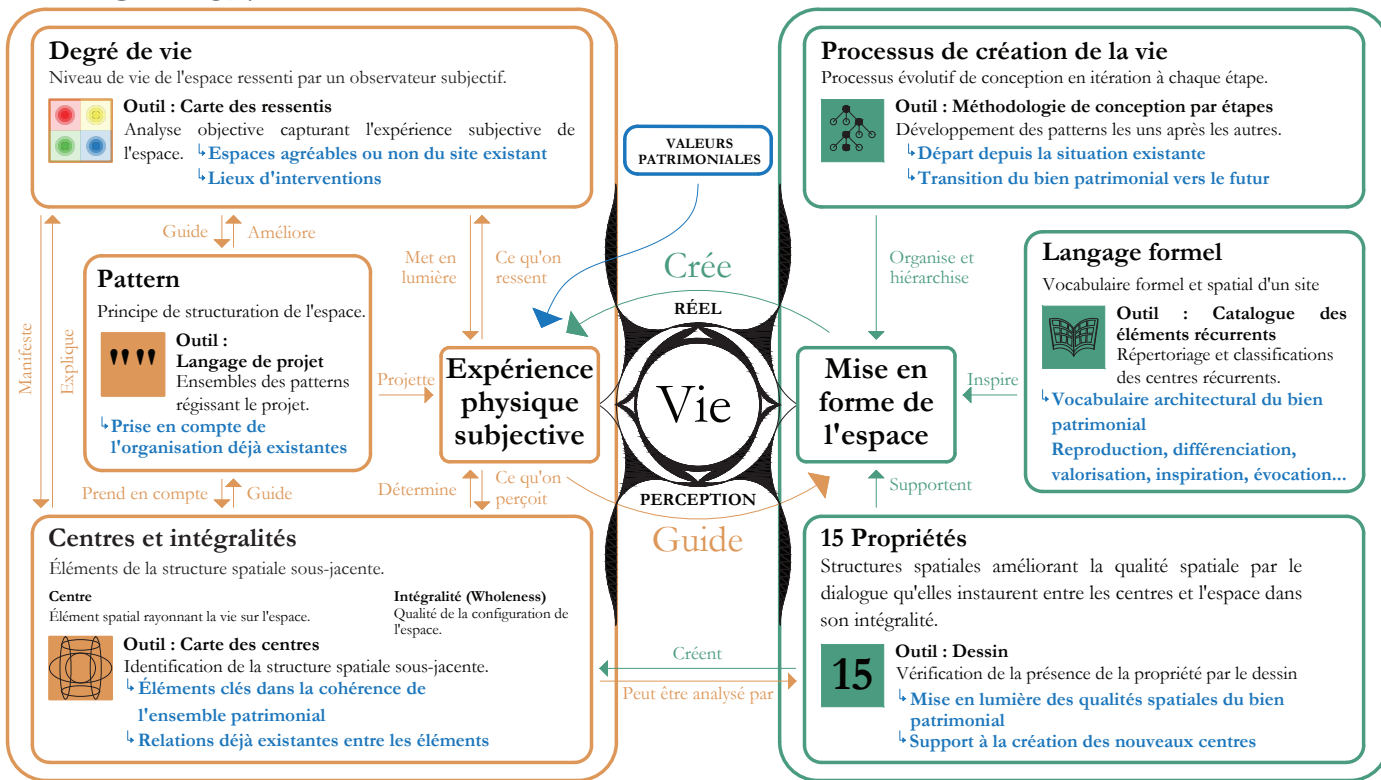 Degré de vie
Niveau de vie de l'espace ressenti par un observateur subjectif.
Outil : Carte des ressentis
Analyse objective capturant l'expérience subjective de
l'espace. ↳Espaces agréables ou non du site existant
↳Lieux d'interventions
VALEURS
PATRIMONIALES
Processus de création de la vie
Processus évolutif de conception en itération à chaque étape.
Outil : Méthodologie de conception par étapes
Développement des patterns les uns après les autres.
↳Départ depuis la situation existante
↳Transition du bien patrimonial vers le futur
Manifeste
Explique
Guide
Améliore
Met en
lumière
Ce qu'on
ressent
Pattern
Principe de structuration de l'espace.
Outil :
Langage de projet
Ensembles des patterns
régissant le projet.
↳Prise en compte de
l'organisation déjà existantes
Projette
Expérience
physique
subjective
Crée
RÉEL
Vie
PERCEPTION
Guide
Organise et
hiérarchise
Mise en
forme de
l'espace
Inspire
Langage formel
Vocabulaire formel et spatial d'un site
Outil : Catalogue des
éléments récurrents
Répertoriage et classifications
des centres récurrents.
↳Vocabulaire architectural du bien
patrimonial
Reproduction, différenciation,
valorisation, inspiration, évocation...
Prend en compte
Guide
Détermine
Ce qu'on
perçoit
Supportent
Centres et intégralités
Éléments de la structure spatiale sous-jacente.
Centre
Élément spatial rayonnant la vie sur l'espace.
Intégralité (Wholeness)
Qualité de la configuration de
l'espace.
Outil : Carte des centres
Identification de la structure spatiale sous-jacente.
↳Éléments clés dans la cohérence de
l'ensemble patrimonial
↳Relations déjà existantes entre les éléments
Créent
Peut être analysé par
15 Propriétés
Structures spatiales améliorant la qualité spatiale par le
dialogue qu'elles instaurent entre les centres et l'espace dans
son intégralité.
15
Outil : Dessin
Vérification de la présence de la propriété par le dessin
↳Mise en lumière des qualités spatiales du bien
patrimonial
↳Support à la création des nouveaux centres